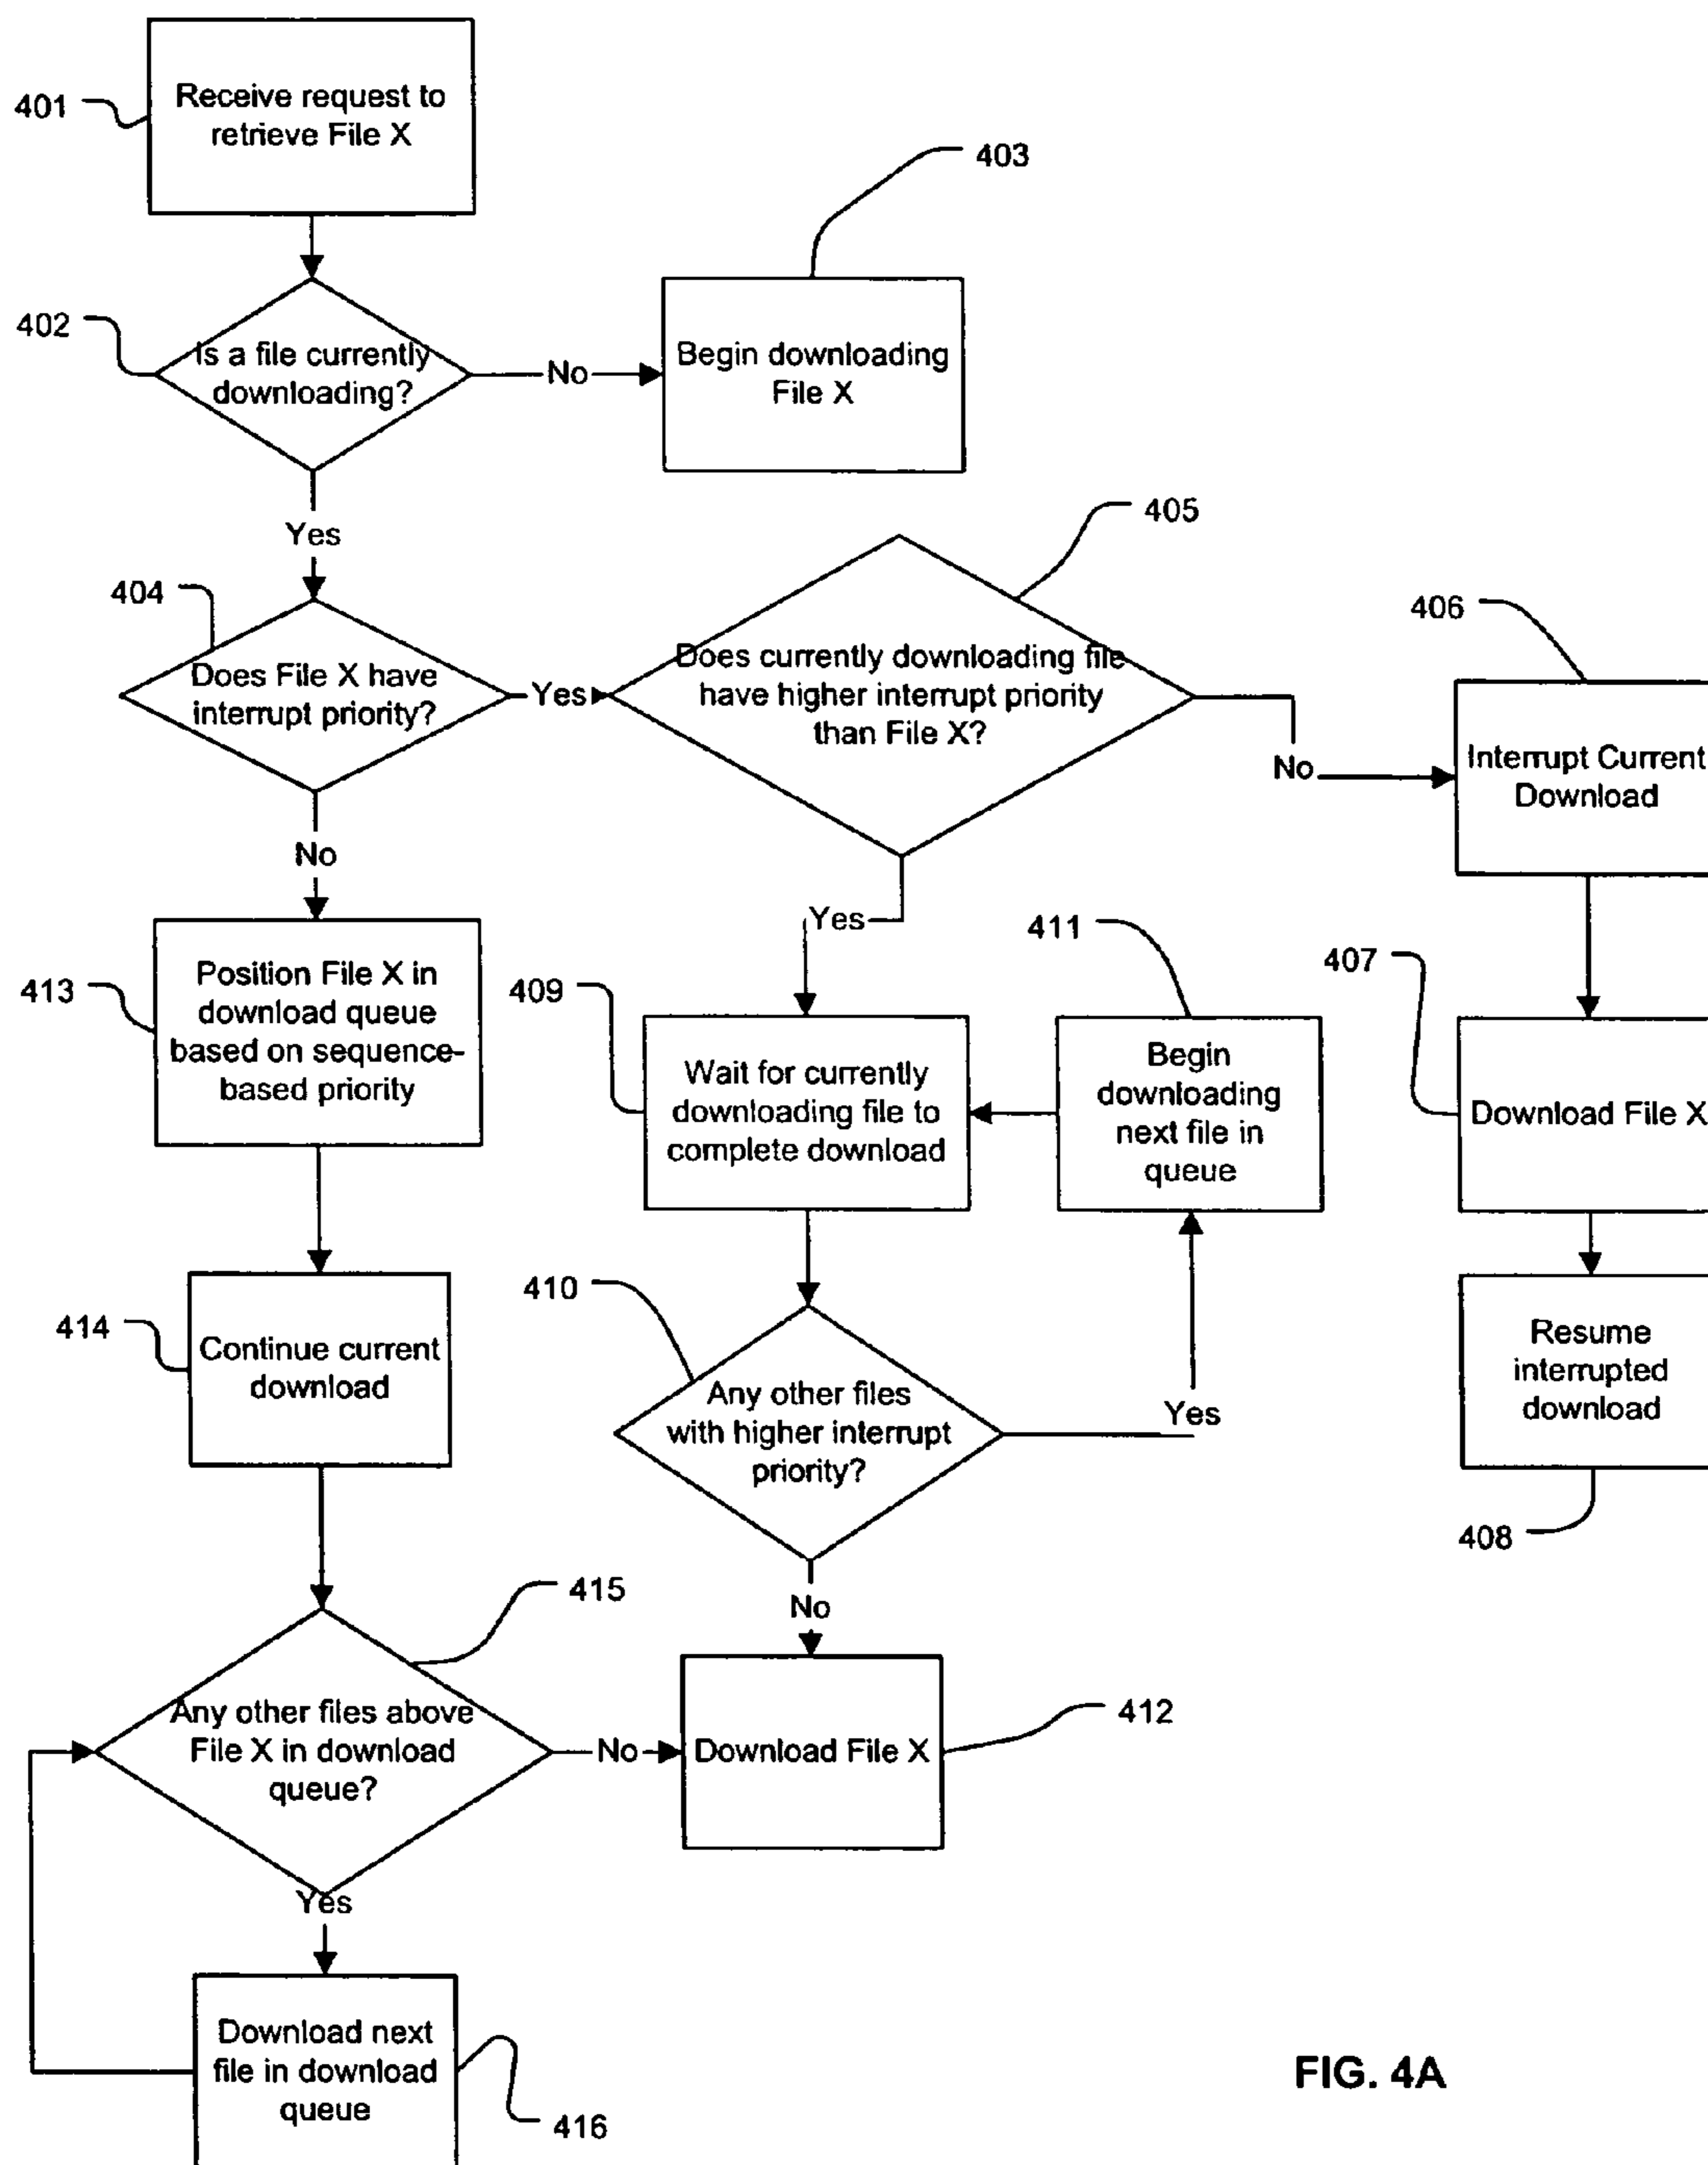 401
Receive request to
retrieve File X
403
402
Is a file currently
downloading?
No
Begin downloading
File X
Yes
405
404
Does File X have
interrupt priority?
Yes
Does currently downloading file
have higher interrupt priority
than File X?
406
No
Interrupt Current
Download
No
Yes
411
407
413
Position File X in
download queue
based on sequence-
based priority
409
Wait for currently
downloading file to
complete download
Begin
downloading
next file in
queue
Download File X
410
414
Continue current
download
Any other files
with higher interrupt
priority?
Yes
Resume
interrupted
download
408
415
No
Any other files above
File X in download
queue?
No
Download File X
412
Yes
Download next
file in download
queue
416
FIG. 4A